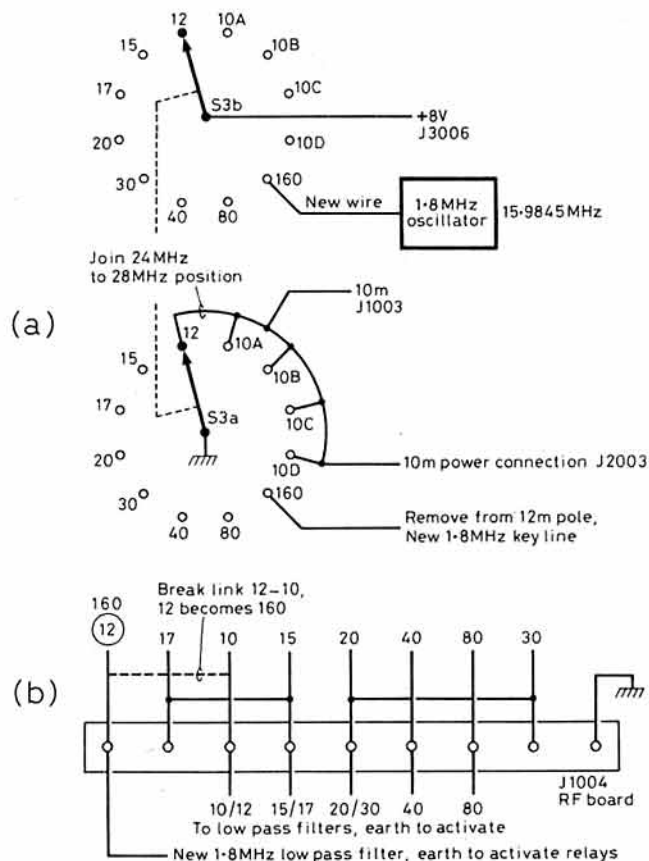 12
10A
15
10B
17
10C
S3b
+8V
J3006
20
10D
30
160
New wire
1·8MHz
oscillator
15·9845MHz
40
80
Join 24MHz
to 28MHz position
(a)
10m
J1003
12
10A
15
10B
17
10C
S3a
20
10D
10m power connection J2003
30
160
40
80
Remove from 12m pole,
New 1·8MHz key line
Break link 12–10,
12 becomes 160
160
12
17
10
15
20
40
80
30
(b)
J1004
RF board
10/12
15/17
20/30
40
80
To low pass filters, earth to activate
New 1·8MHz low pass filter, earth to activate relays